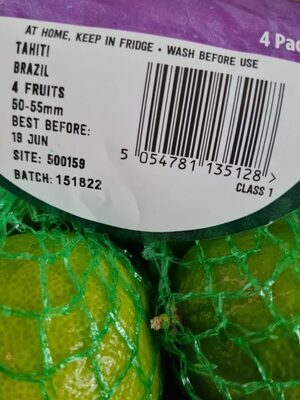 AT HOME, KEEP IN FRIDGE • WASH BEFORE USE
4 Pac
TAHITI
BRAZIL
4 FRUITS
50-55mm
BEST BEFORE:
19 JUN
SITE: 500159
BATCH: 151822
5 054781 135128 >
CLASS 1